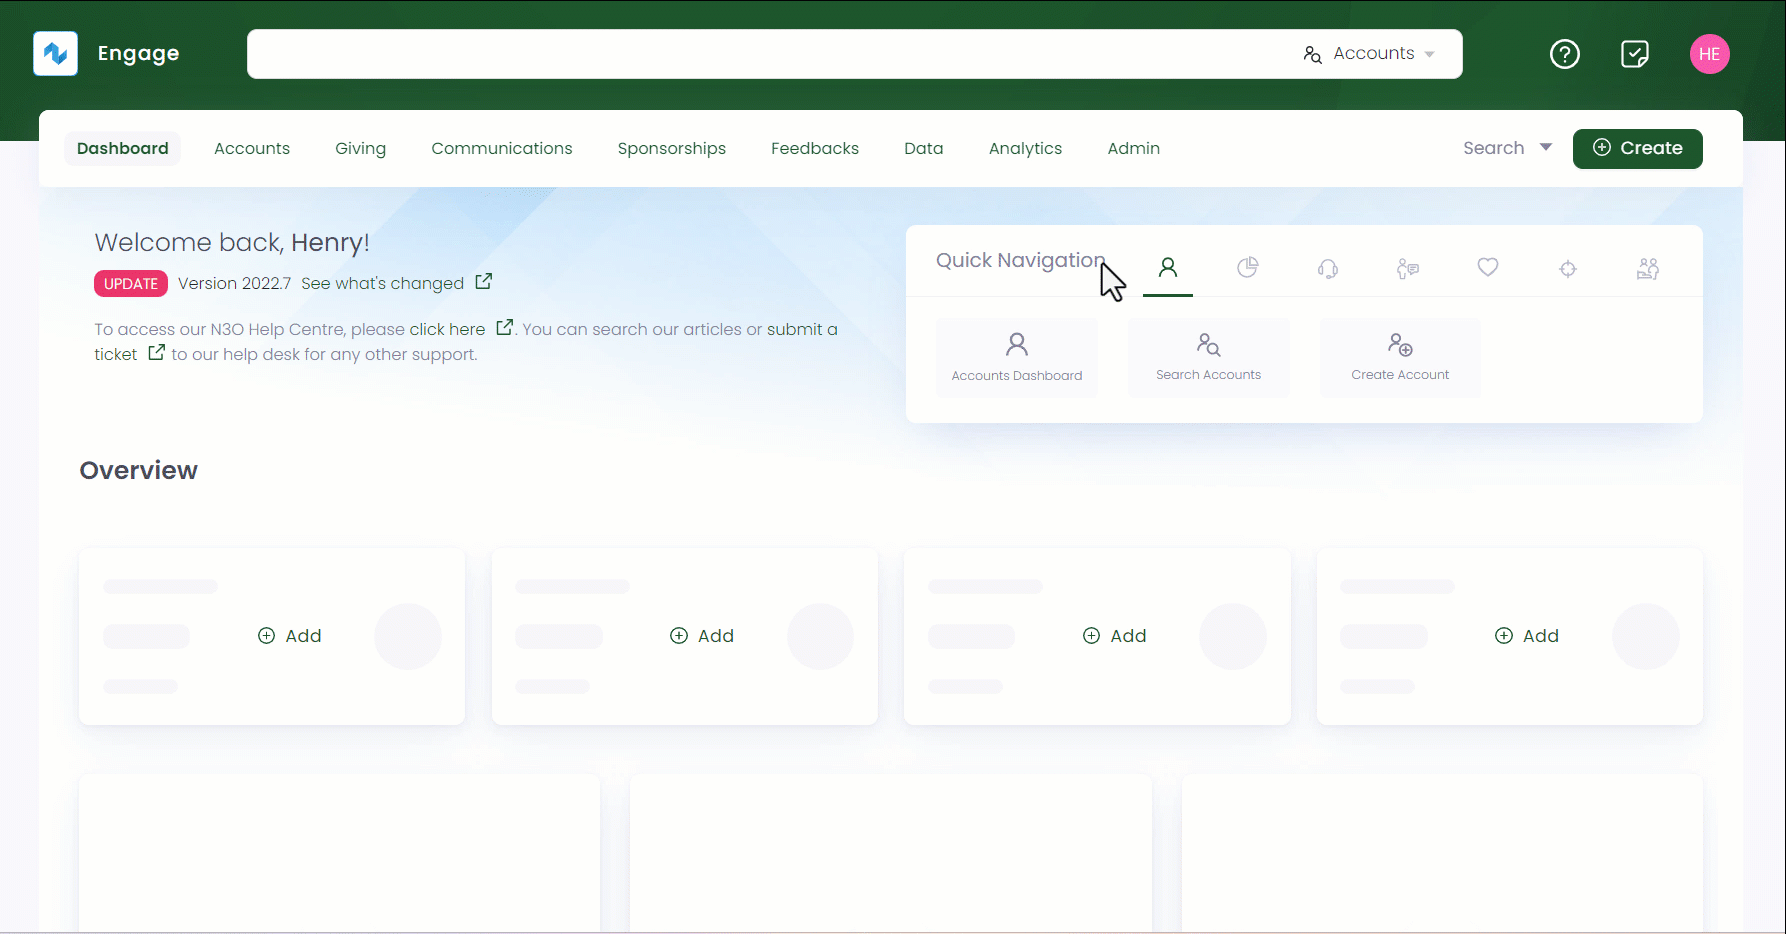 Engage
Accounts
HE
Dashboard Accounts Giving Communications Sponsorships Feedbacks Data Analytics Admin Search Create
Welcome back, Henry!
UPDATE Version 2022.7 See what's changed
To access our N3O Help Centre, please click here . You can search our articles or submit a
ticket to our help desk for any other support.
Quick Navigation
Accounts Dashboard
Search Accounts
Create Account
Overview
Add
Add
Add
Add